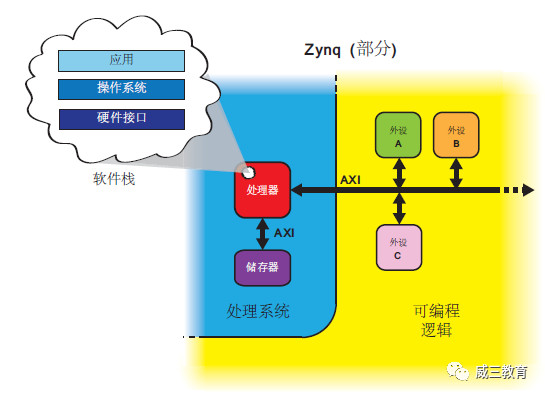 Zynq (部分)
应用
操作系统
硬件接口
软件栈
外设
A
外设
B
处理器
AXI
AXI
外设
C
储存器
处理系统
可编程
逻辑
威三教育